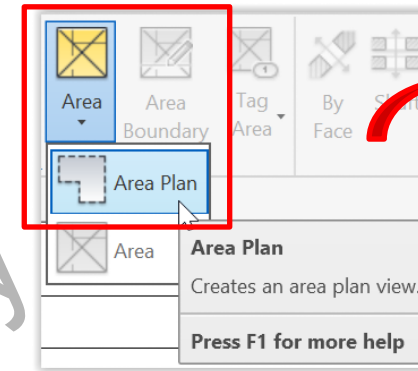 Area Area Tag By
Boundary Area Face
Area Plan
Area
Area Plan
Creates an area plan view.
Press F1 for more help